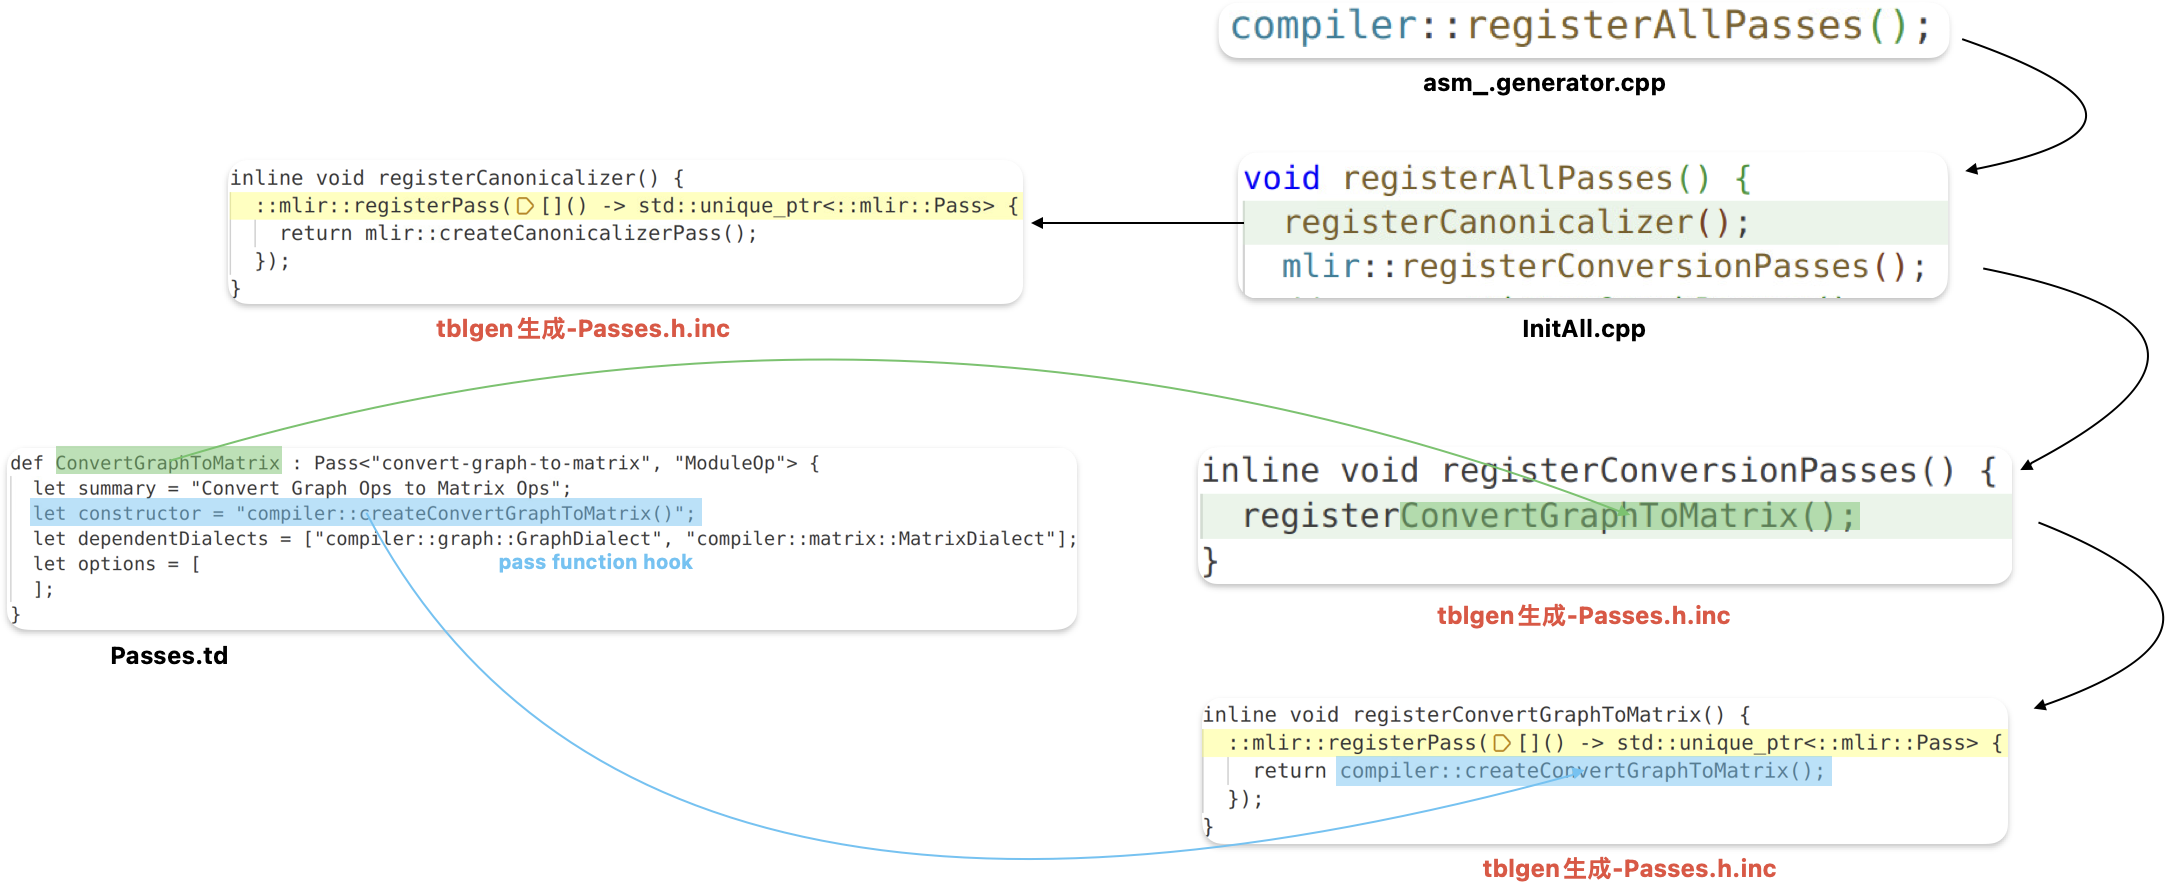 compiler::registerAllPasses();
asm_.generator.cpp
void registerAllPasses() {
registerCanonicalizer();
mlir::registerConversionPasses();
InitAll.cpp
inline void registerCanonicalizer() {
::mlir::registerPass([]() -> std::unique_ptr<::mlir::Pass> {
return mlir::createCanonicalizerPass();
});
}
tblgen生成-Passes.h.inc
def ConvertGraphToMatrix : Pass<"convert-graph-to-matrix", "ModuleOp"> {
let summary = "Convert Graph Ops to Matrix Ops";
let constructor = "compiler::createConvertGraphToMatrix()";
let dependentDialects = ["compiler::graph::GraphDialect", "compiler::matrix::MatrixDialect"];
let options = [
pass function hook
];
}
Passes.td
inline void registerConversionPasses() {
registerConvertGraphToMatrix();
}
tblgen生成-Passes.h.inc
inline void registerConvertGraphToMatrix() {
::mlir::registerPass([]() -> std::unique_ptr<::mlir::Pass> {
return compiler::createConvertGraphToMatrix();
});
}
tblgen生成-Passes.h.inc